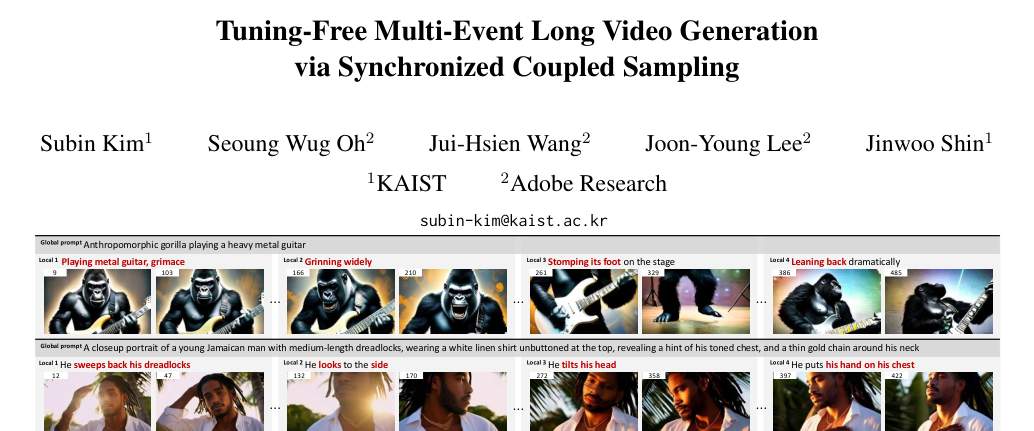 Tuning-Free Multi-Event Long Video Generation
via Synchronized Coupled Sampling
Subin Kim¹ Seoung Wug Oh² Jui-Hsien Wang² Joon-Young Lee² Jinwoo Shin¹
¹KAIST ²Adobe Research
subin-kim@kaist.ac.kr
Global prompt Anthropomorphic gorilla playing a heavy metal guitar
Local 1 Playing metal guitar, grimace Local 2 Grinning widely Local 3 Stomping its foot on the stage Local 4 Leaning back dramatically
9 103 ... 166 210 ... 261 329 ... 386 485
Global prompt A closeup portrait of a young Jamaican man with medium-length dreadlocks, wearing a white linen shirt unbuttoned at the top, revealing a hint of his toned chest, and a thin gold chain around his neck
Local 1 He sweeps back his dreadlocks Local 2 He looks to the side Local 3 He tilts his head Local 4 He puts his hand on his chest
12 47 ... 132 170 ... 272 358 ... 397 422